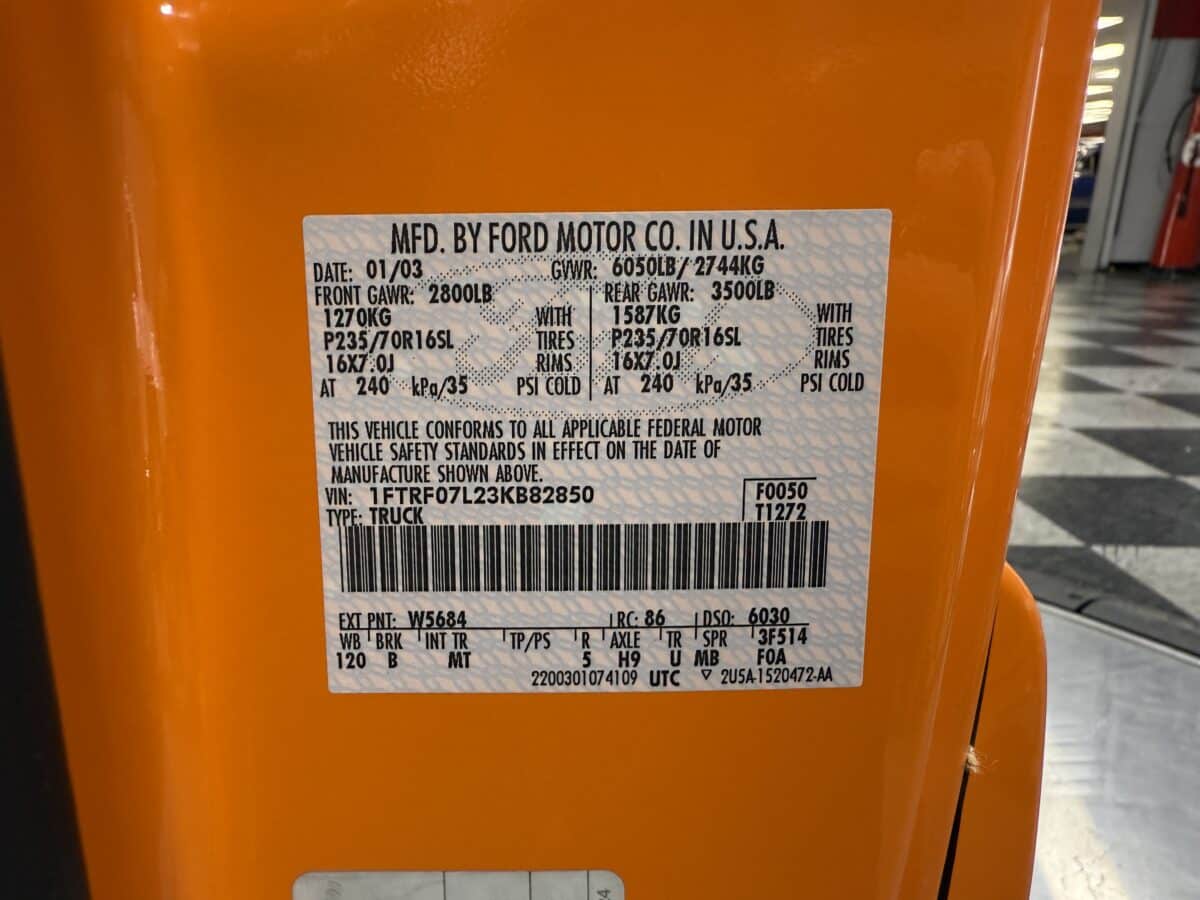 MFD. BY FORD MOTOR CO. IN U.S.A.
DATE: 01/03 GVWR: 6050LB/ 2744KG
FRONT GAWR: 2800LB REAR GAWR: 3500LB
1270KG WITH 1587KG WITH
P235/70R16SL TIRES P235/70R16SL TIRES
16X7.0J RIMS 16X7.0J RIMS
AT 240 kPa/35 PSI COLD AT 240 kPa/35 PSI COLD
THIS VEHICLE CONFORMS TO ALL APPLICABLE FEDERAL MOTOR
VEHICLE SAFETY STANDARDS IN EFFECT ON THE DATE OF
MANUFACTURE SHOWN ABOVE.
VIN: 1FTRF07L23KB82850 F0050
TYPE: TRUCK T1272
EXT PNT: W5684 RC: 86 DSO: 6030
WB BRK INT TR TP/PS R AXLE TR SPR 3F514
120 B MT 5 H9 U MB F0A
2200301074109 UTC ▽ 2U5A-1520472-AA